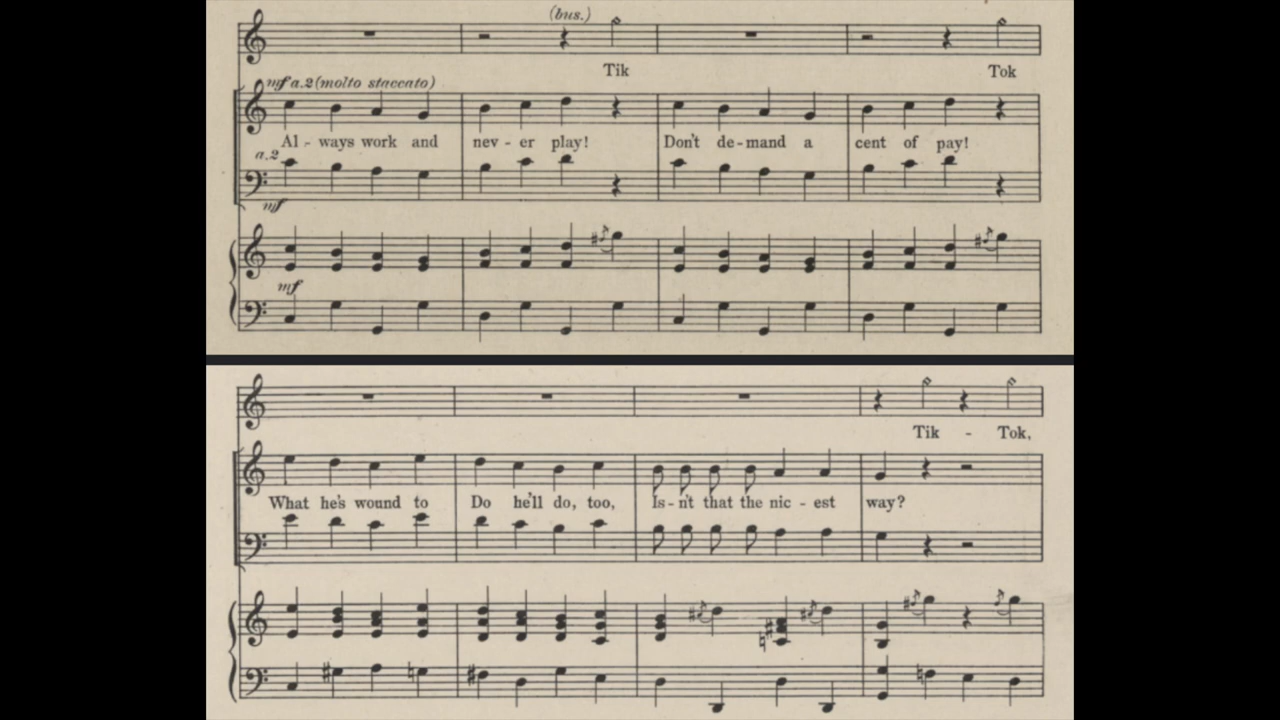 (bus.)
Tik Tok
mf a.2 (molto staccato)
Al - ways work and nev - er play! Don't de - mand a cent of pay!
a.2
mf
mf
Tik - Tok,
What he's wound to Do he'll do, too, Is - n't that the nic - est way?